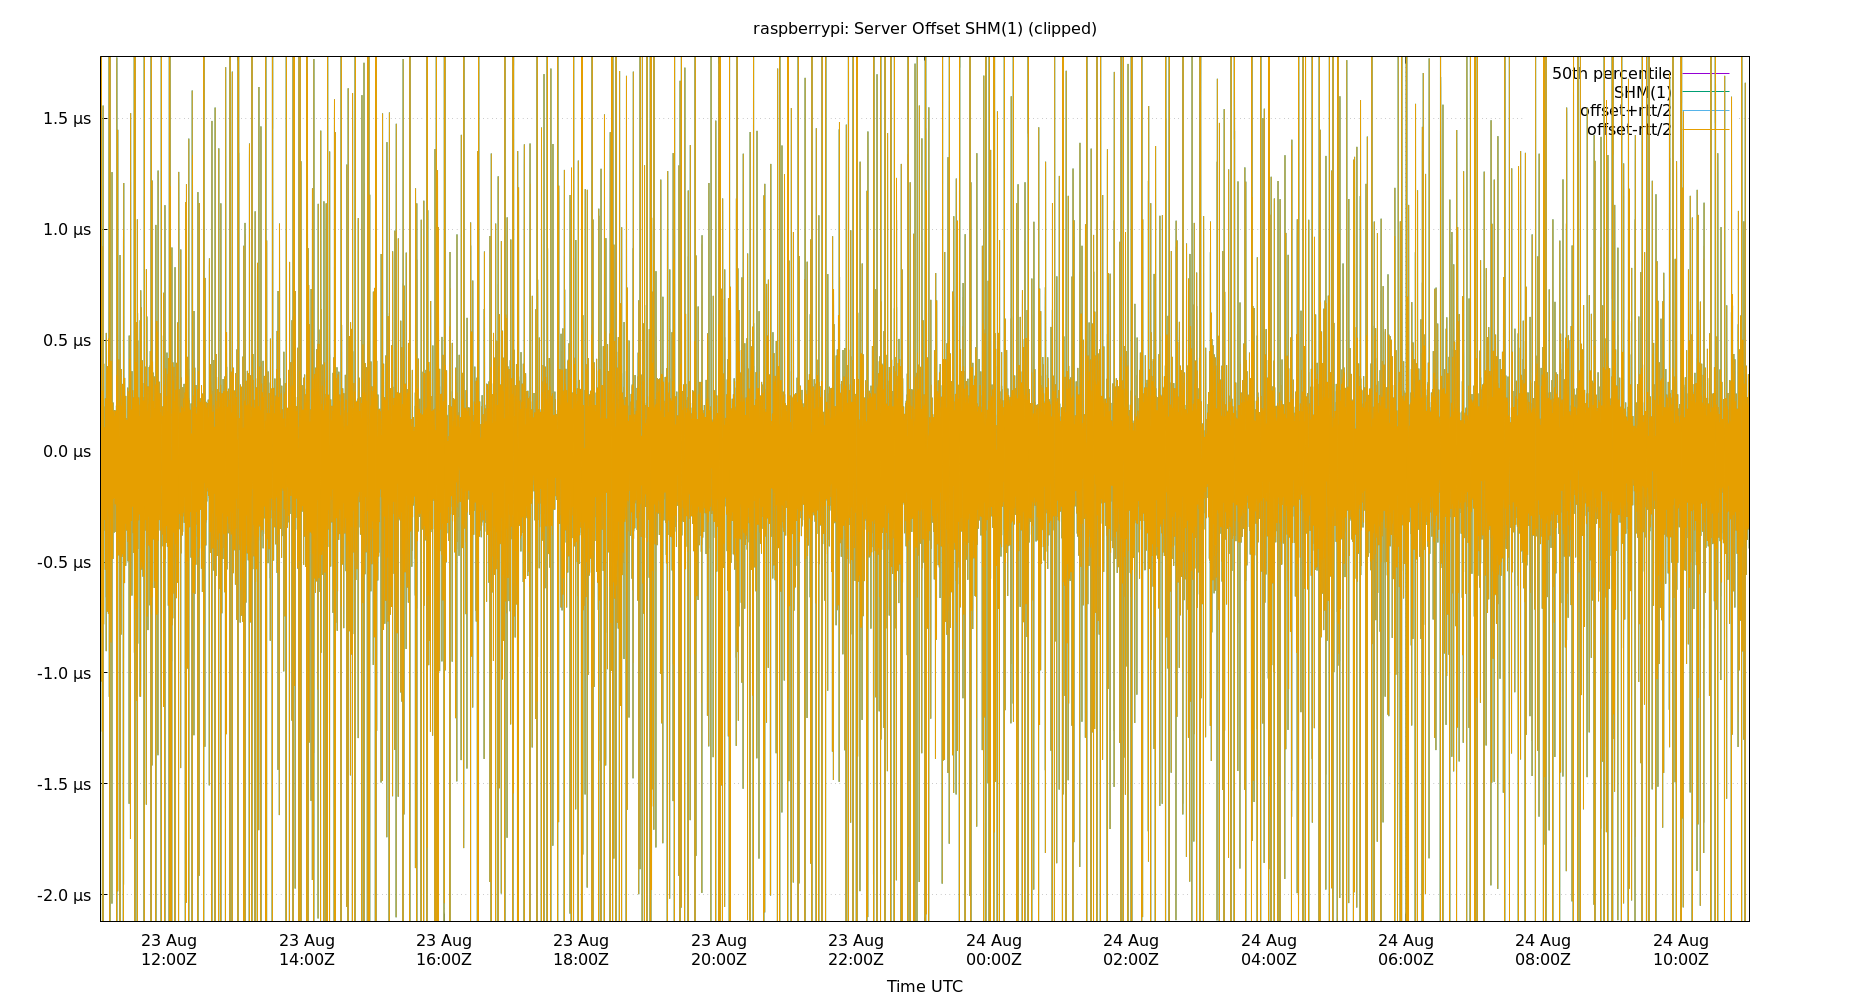 raspberrypi: Server Offset SHM(1) (clipped)
50th percentile
SHM(1)
offset+rtt/2
offset-rtt/2
1.5 µs
1.0 µs
0.5 µs
0.0 µs
-0.5 µs
-1.0 µs
-1.5 µs
-2.0 µs
23 Aug 23 Aug 23 Aug 23 Aug 23 Aug 23 Aug 24 Aug 24 Aug 24 Aug 24 Aug 24 Aug 24 Aug
12:00Z 14:00Z 16:00Z 18:00Z 20:00Z 22:00Z 00:00Z 02:00Z 04:00Z 06:00Z 08:00Z 10:00Z
Time UTC